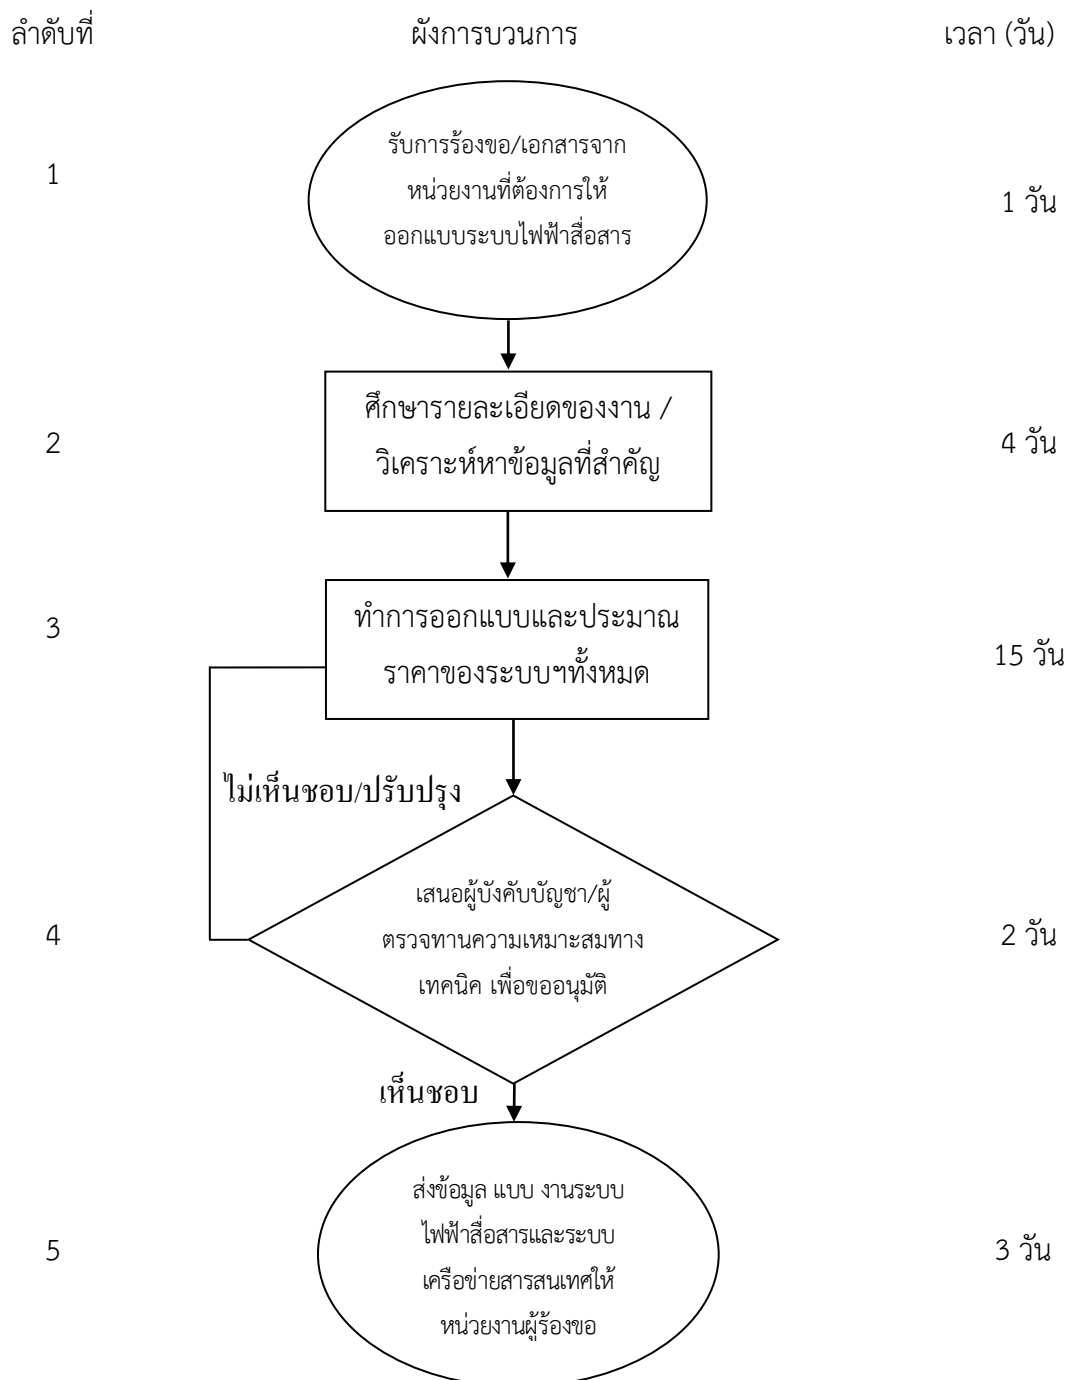 ลำดับที่ ผังการบวนการ เวลา (วัน)
1
รับการร้องขอ/เอกสารจาก
หน่วยงานที่ต้องการให้
ออกแบบระบบไฟฟ้าสื่อสาร
1 วัน
2
ศึกษารายละเอียดของงาน /
วิเคราะห์หาข้อมูลที่สำคัญ
4 วัน
3
ทำการออกแบบและประมาณ
ราคาของระบบฯทั้งหมด
15 วัน
ไม่เห็นชอบ/ปรับปรุง
4
เสนอผู้บังคับบัญชา/ผู้
ตรวจทานความเหมาะสมทาง
เทคนิค เพื่อขออนุมัติ
2 วัน
เห็นชอบ
5
ส่งข้อมูล แบบ งานระบบ
ไฟฟ้าสื่อสารและระบบ
เครือข่ายสารสนเทศให้
หน่วยงานผู้ร้องขอ
3 วัน